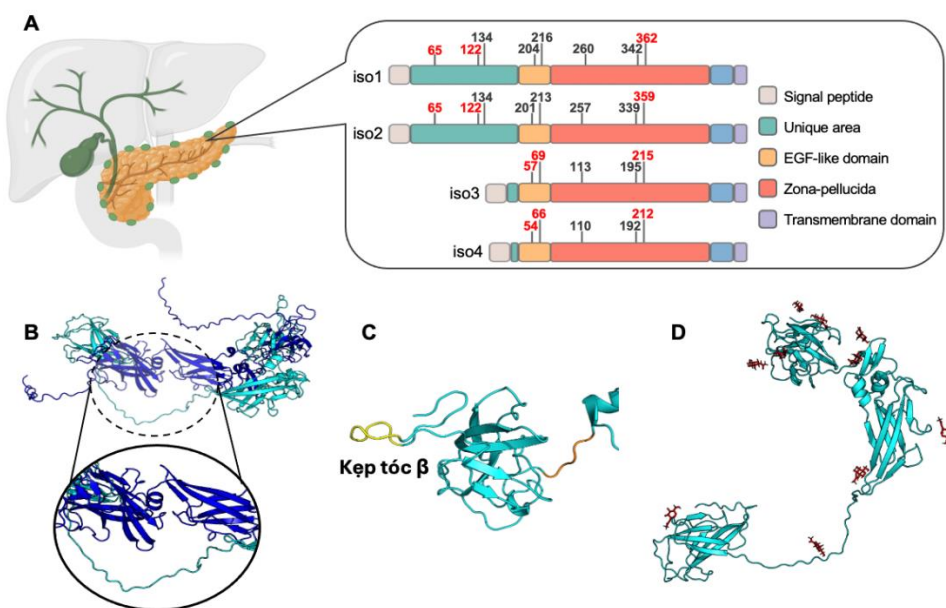 A
iso1
65
122
134
204
216
260
342
362
iso2
65
122
134
201
213
257
339
359
iso3
57
69
113
195
215
iso4
54
66
110
192
212
Signal peptide
Unique area
EGF-like domain
Zona-pellucida
Transmembrane domain
B
C
Kẹp tóc β
D